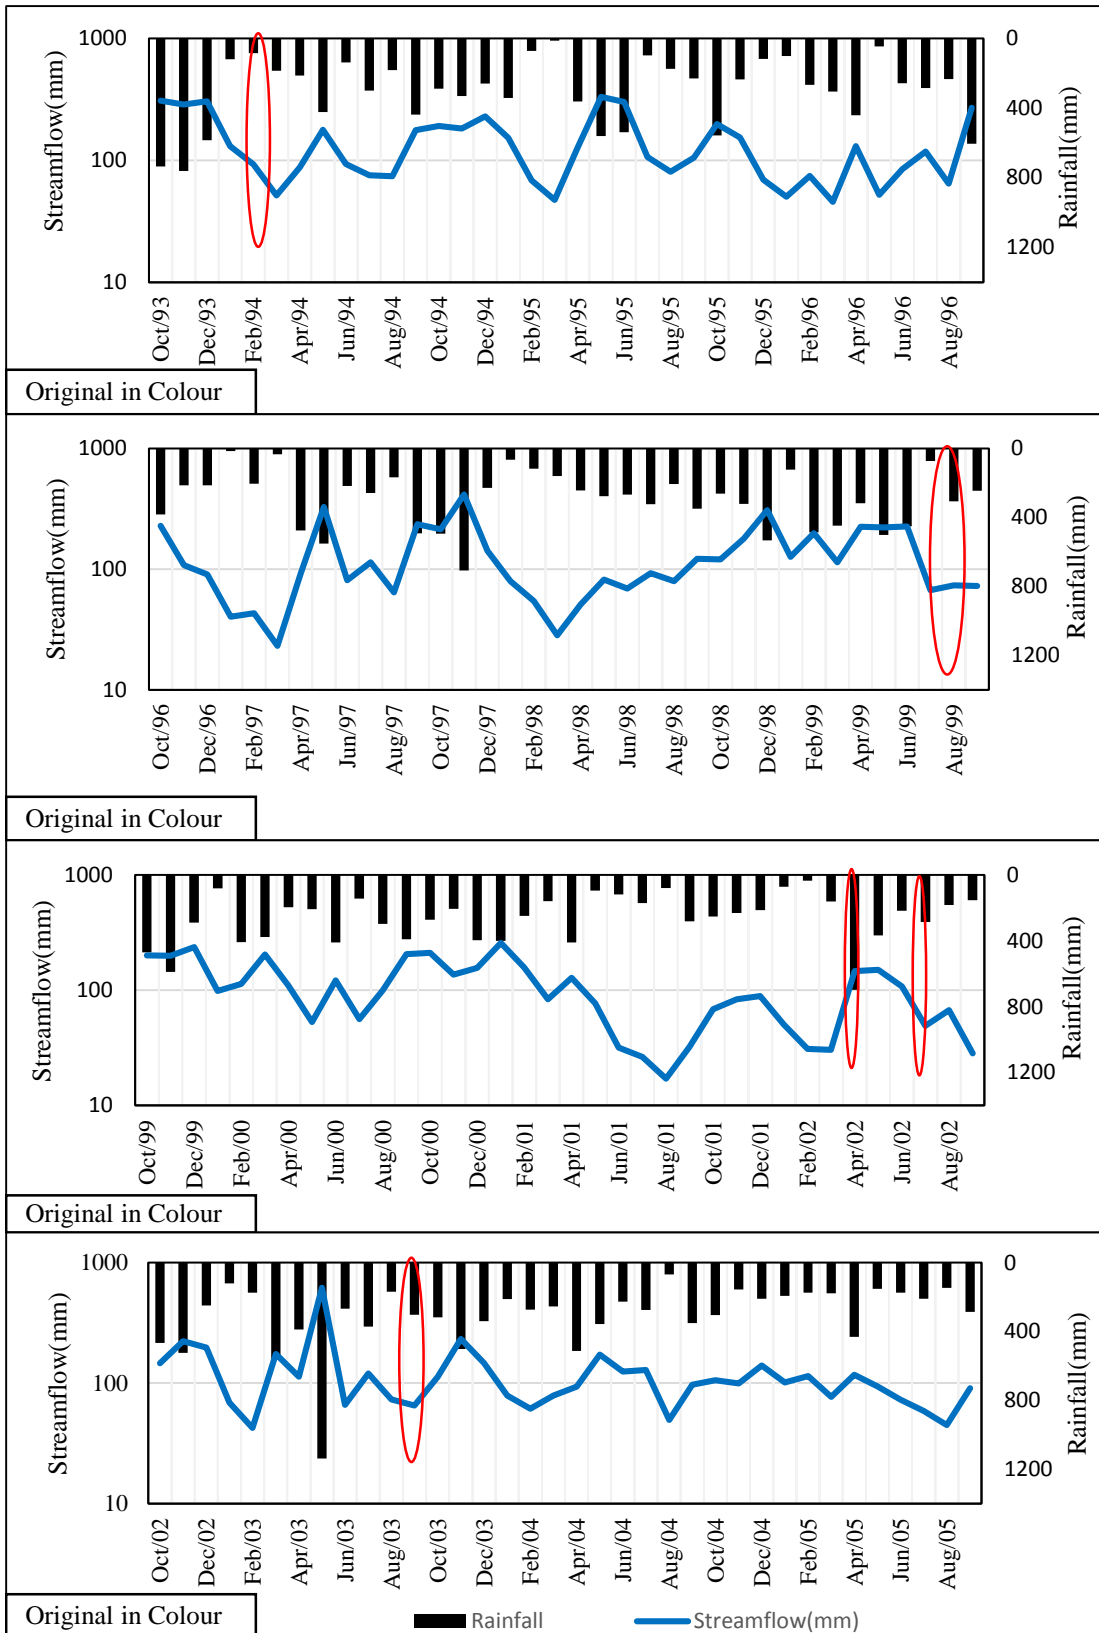 1000
100
10
Streamflow(mm)
0
400
800
1200
Rainfall(mm)
Oct/93
Dec/93
Feb/94
Apr/94
Jun/94
Aug/94
Oct/94
Dec/94
Feb/95
Apr/95
Jun/95
Aug/95
Oct/95
Dec/95
Feb/96
Apr/96
Jun/96
Aug/96
Original in Colour
1000
100
10
Streamflow(mm)
0
400
800
1200
Rainfall(mm)
Oct/96
Dec/96
Feb/97
Apr/97
Jun/97
Aug/97
Oct/97
Dec/97
Feb/98
Apr/98
Jun/98
Aug/98
Oct/98
Dec/98
Feb/99
Apr/99
Jun/99
Aug/99
Original in Colour
1000
100
10
Streamflow(mm)
0
400
800
1200
Rainfall(mm)
Oct/99
Dec/99
Feb/00
Apr/00
Jun/00
Aug/00
Oct/00
Dec/00
Feb/01
Apr/01
Jun/01
Aug/01
Oct/01
Dec/01
Feb/02
Apr/02
Jun/02
Aug/02
Original in Colour
1000
100
10
Streamflow(mm)
0
400
800
1200
Rainfall(mm)
Oct/02
Dec/02
Feb/03
Apr/03
Jun/03
Aug/03
Oct/03
Dec/03
Feb/04
Apr/04
Jun/04
Aug/04
Oct/04
Dec/04
Feb/05
Apr/05
Jun/05
Aug/05
Original in Colour
Rainfall
Streamflow(mm)